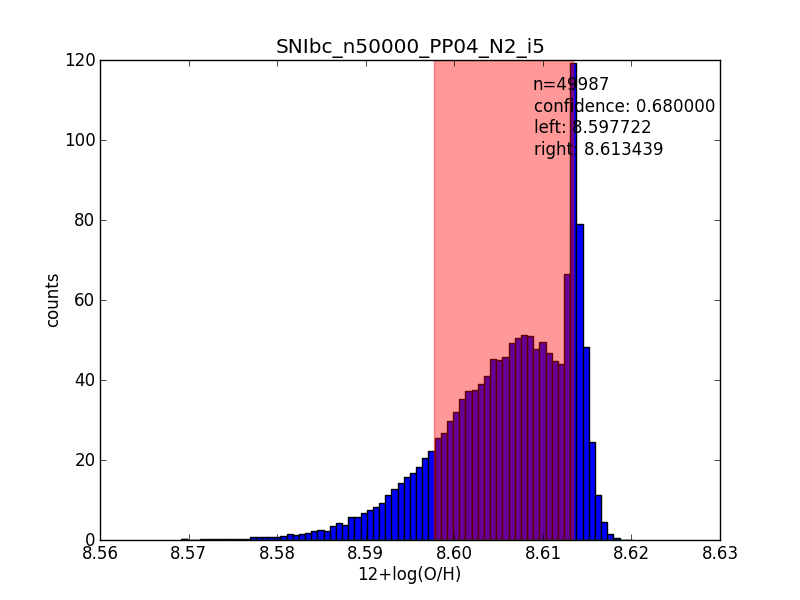 SNIbc_n50000_PP04_N2_i5
n=49987
confidence: 0.680000
left: 8.597722
right: 8.613439
counts
120
100
80
60
40
20
0
8.56 8.57 8.58 8.59 8.60 8.61 8.62 8.63
12+log(O/H)